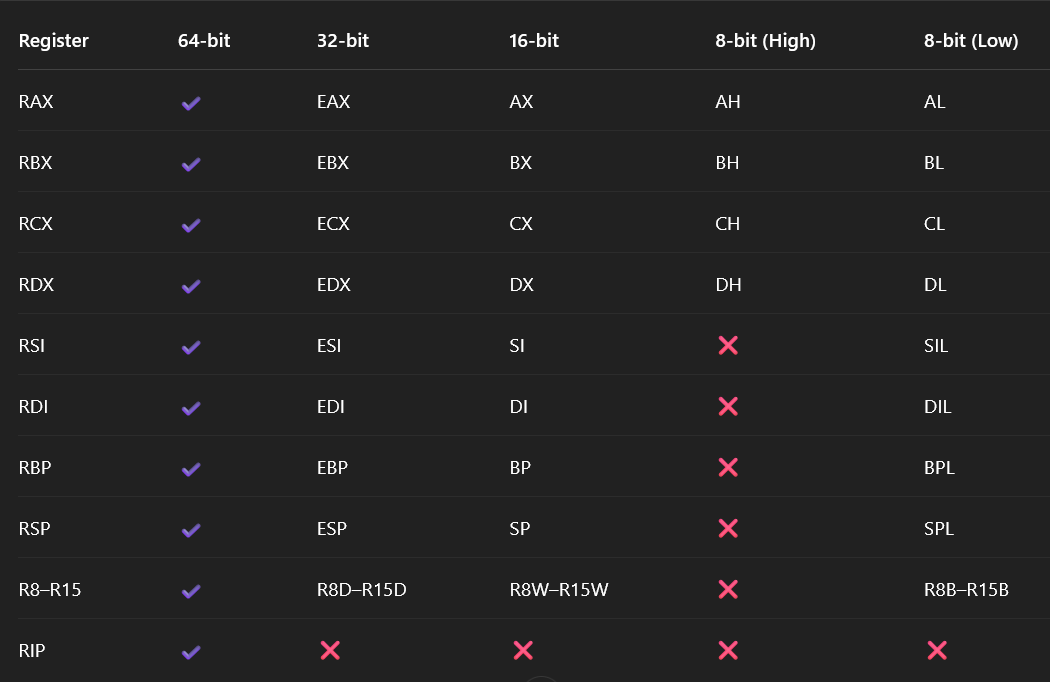 Register 64-bit 32-bit 16-bit 8-bit (High) 8-bit (Low)
RAX ✔ EAX AX AH AL
RBX ✔ EBX BX BH BL
RCX ✔ ECX CX CH CL
RDX ✔ EDX DX DH DL
RSI ✔ ESI SI ❌ SIL
RDI ✔ EDI DI ❌ DIL
RBP ✔ EBP BP ❌ BPL
RSP ✔ ESP SP ❌ SPL
R8–R15 ✔ R8D–R15D R8W–R15W ❌ R8B–R15B
RIP ✔ ❌ ❌ ❌ ❌